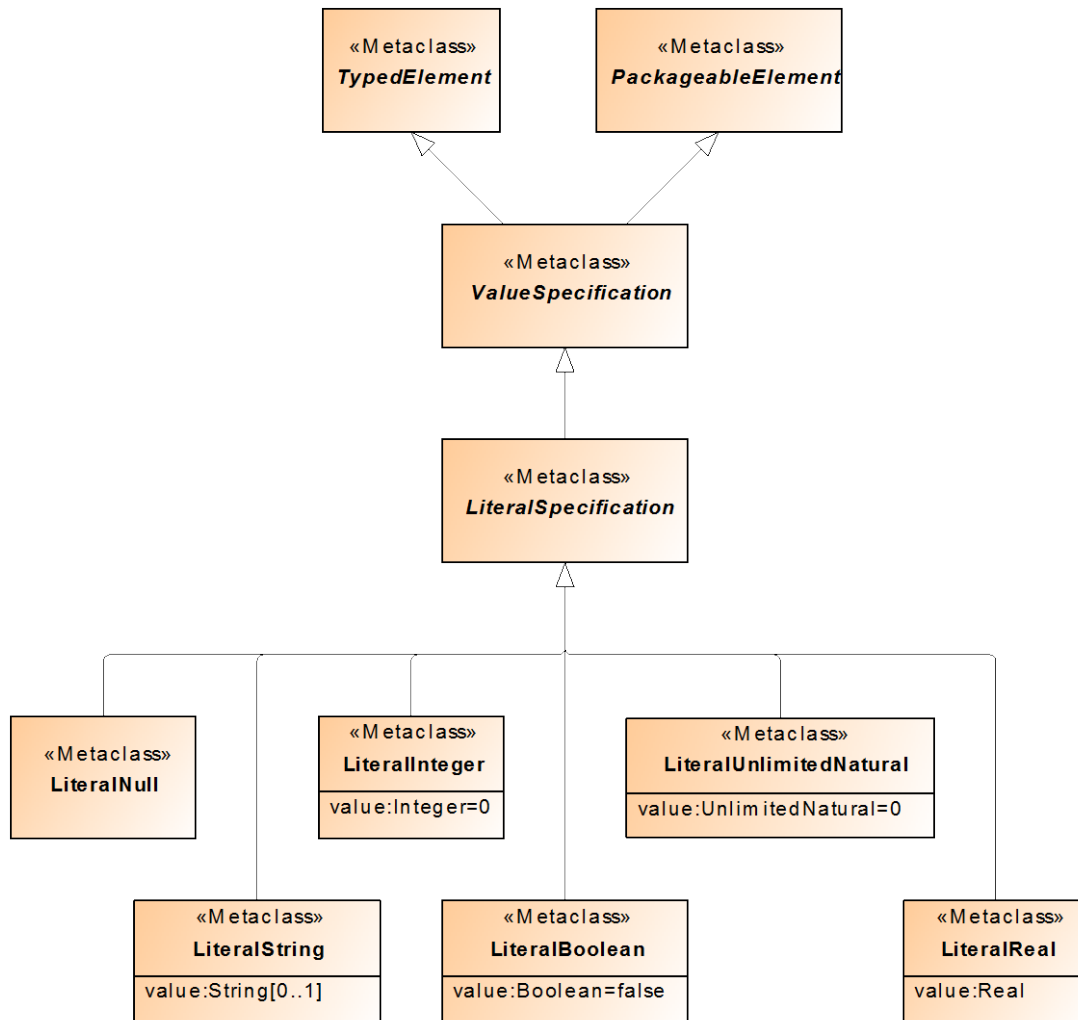 «Metaclass»
TypedElement
«Metaclass»
PackageableElement
«Metaclass»
ValueSpecification
«Metaclass»
LiteralSpecification
«Metaclass»
LiteralNull
«Metaclass»
LiteralInteger
value:Integer=0
«Metaclass»
LiteralUnlimitedNatural
value:UnlimitedNatural=0
«Metaclass»
LiteralString
value:String[0..1]
«Metaclass»
LiteralBoolean
value:Boolean=false
«Metaclass»
LiteralReal
value:Real